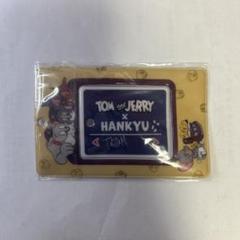 TOM and JERRY
×
HANKYU